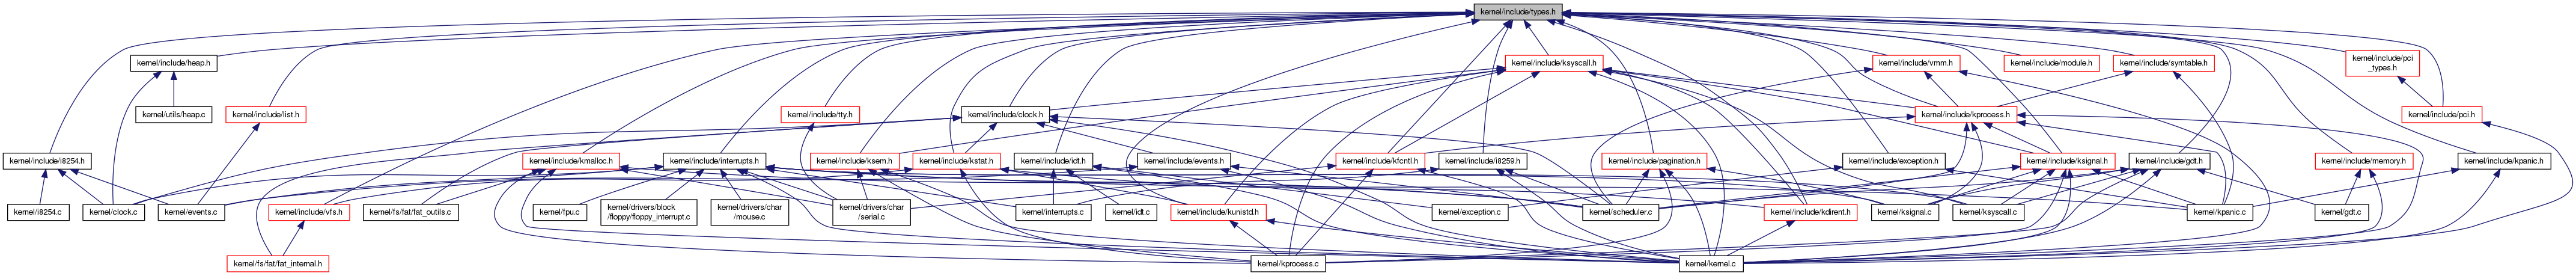 kernel/include/types.h
kernel/include/heap.h
kernel/include/ksyscall.h
kernel/include/vmm.h
kernel/include/module.h
kernel/include/symtable.h
kernel/include/pci
_types.h
kernel/utils/heap.c
kernel/include/list.h
kernel/include/clock.h
kernel/include/tty.h
kernel/include/kprocess.h
kernel/include/pci.h
kernel/include/i8254.h
kernel/include/kmalloc.h
kernel/include/interrupts.h
kernel/include/ksem.h
kernel/include/kstat.h
kernel/include/idt.h
kernel/include/events.h
kernel/include/kfcntl.h
kernel/include/i8259.h
kernel/include/pagination.h
kernel/include/exception.h
kernel/include/ksignal.h
kernel/include/gdt.h
kernel/include/memory.h
kernel/include/kpanic.h
kernel/i8254.c
kernel/clock.c
kernel/events.c
kernel/include/vfs.h
kernel/fs/fat/fat_outils.c
kernel/fpu.c
kernel/drivers/block
/floppy/floppy_interrupt.c
kernel/drivers/char
/mouse.c
kernel/drivers/char
/serial.c
kernel/interrupts.c
kernel/idt.c
kernel/include/kunistd.h
kernel/exception.c
kernel/scheduler.c
kernel/include/kdirent.h
kernel/ksignal.c
kernel/ksyscall.c
kernel/kpanic.c
kernel/gdt.c
kernel/fs/fat/fat_internal.h
kernel/kprocess.c
kernel/kernel.c